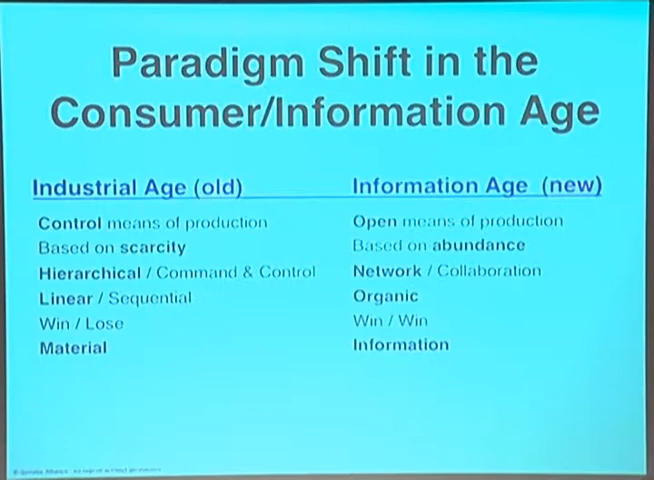 Paradigm Shift in the
Consumer/Information Age
Industrial Age (old)
Information Age (new)
Control means of production
Open means of production
Based on scarcity
Based on abundance
Hierarchical / Command & Control
Network / Collaboration
Linear / Sequential
Organic
Win / Lose
Win / Win
Material
Information